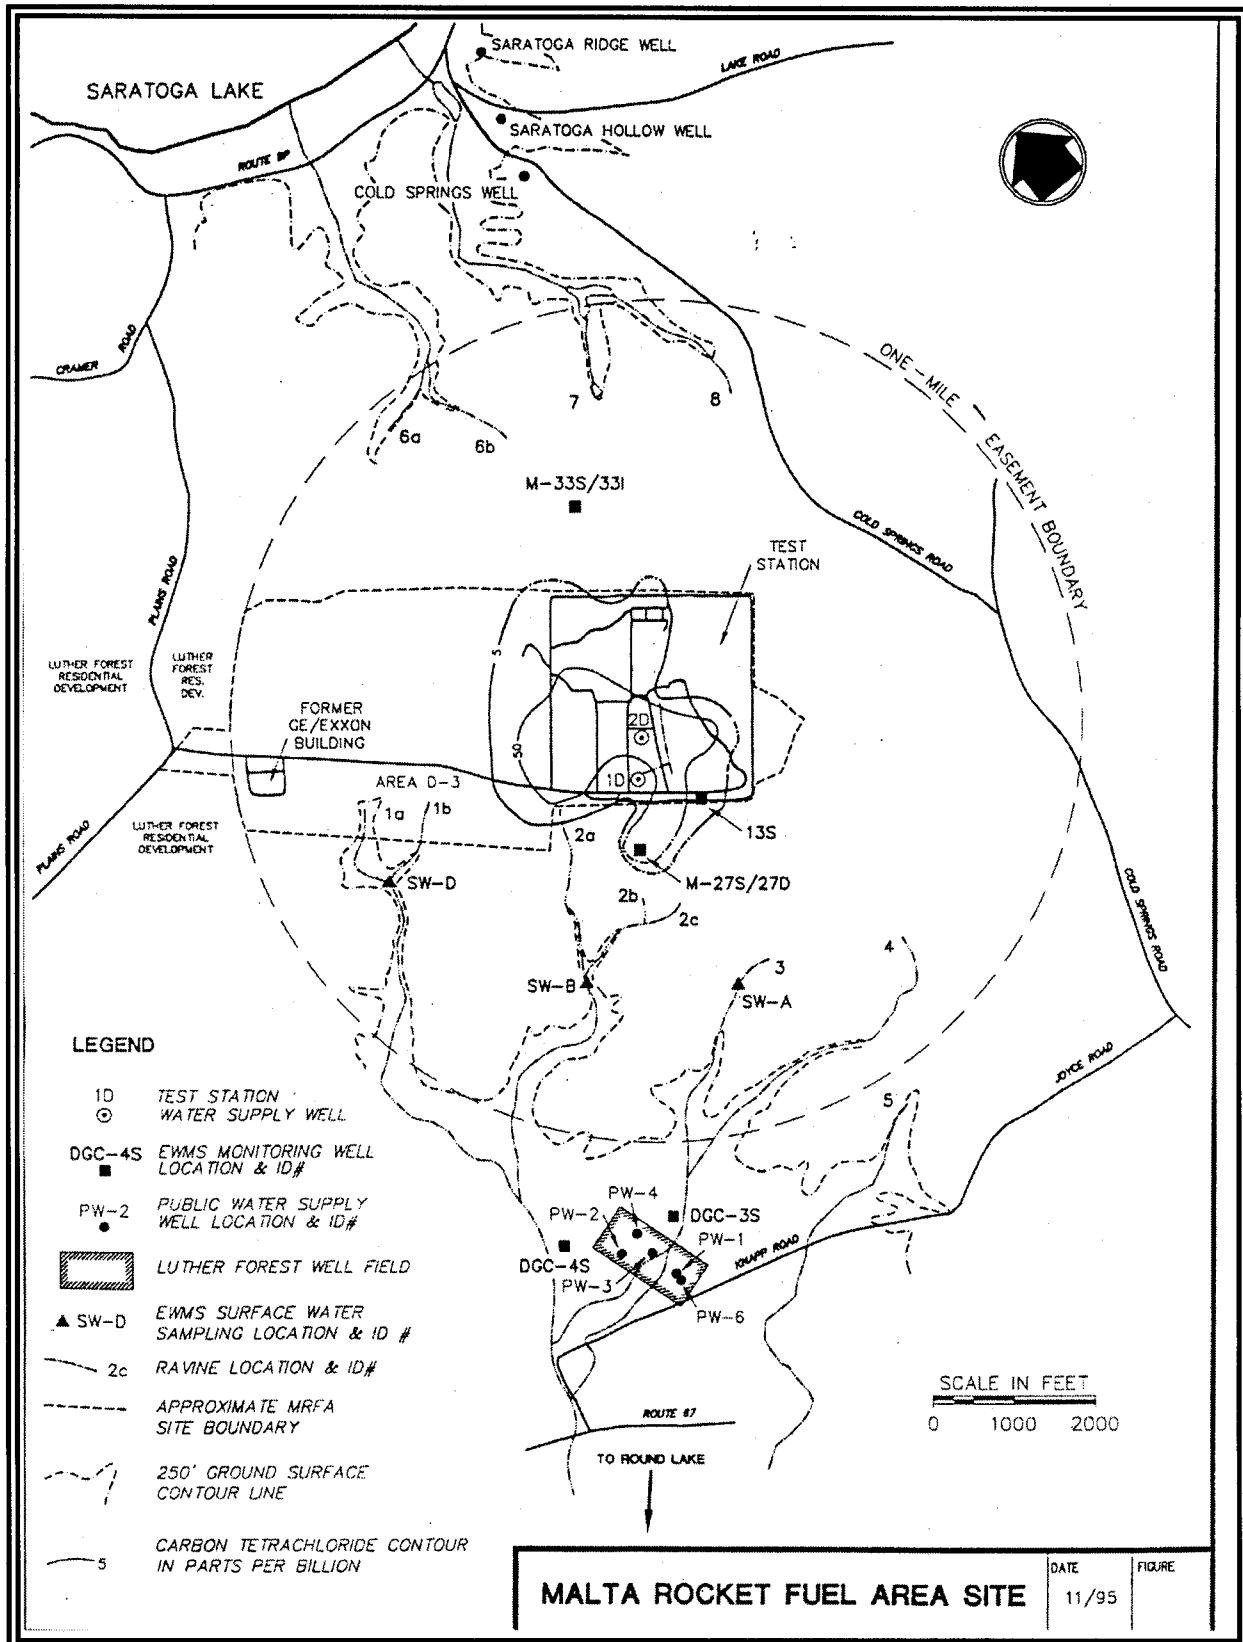 SARATOGA RIDGE WELL
LAKE ROAD
SARATOGA LAKE
SARATOGA HOLLOW WELL
ROUTE 9P
COLD SPRINGS WELL
CRAMER
ROAD
ONE-MILE
EASEMENT BOUNDARY
7
8
6a
6b
M-33S/33I
COLD SPRINGS ROAD
TEST
STATION
PLAINS ROAD
LUTHER FOREST
RESIDENTIAL
DEVELOPMENT
LUTHER
FOREST
RES.
DEV.
5
FORMER
GE/EXXON
BUILDING
50
2D
1D
AREA D-3
1a
1b
2a
13S
PLAINS ROAD
LUTHER FOREST
RESIDENTIAL
DEVELOPMENT
SW-D
M-27S/27D
2b
2c
COLD SPRINGS ROAD
4
3
SW-B
SW-A
JOYCE ROAD
5
PW-4
PW-2
DGC-3S
PW-1
DGC-4S
PW-3
KNAPP ROAD
PW-6
LEGEND
1D TEST STATION
WATER SUPPLY WELL
DGC-4S EWMS MONITORING WELL
LOCATION & ID#
PW-2 PUBLIC WATER SUPPLY
WELL LOCATION & ID#
LUTHER FOREST WELL FIELD
SW-D EWMS SURFACE WATER
SAMPLING LOCATION & ID #
2c RAVINE LOCATION & ID#
APPROXIMATE MRFA
SITE BOUNDARY
250' GROUND SURFACE
CONTOUR LINE
5 CARBON TETRACHLORIDE CONTOUR
IN PARTS PER BILLION
SCALE IN FEET
0 1000 2000
ROUTE 67
TO ROUND LAKE
MALTA ROCKET FUEL AREA SITE
DATE
11/95
FIGURE